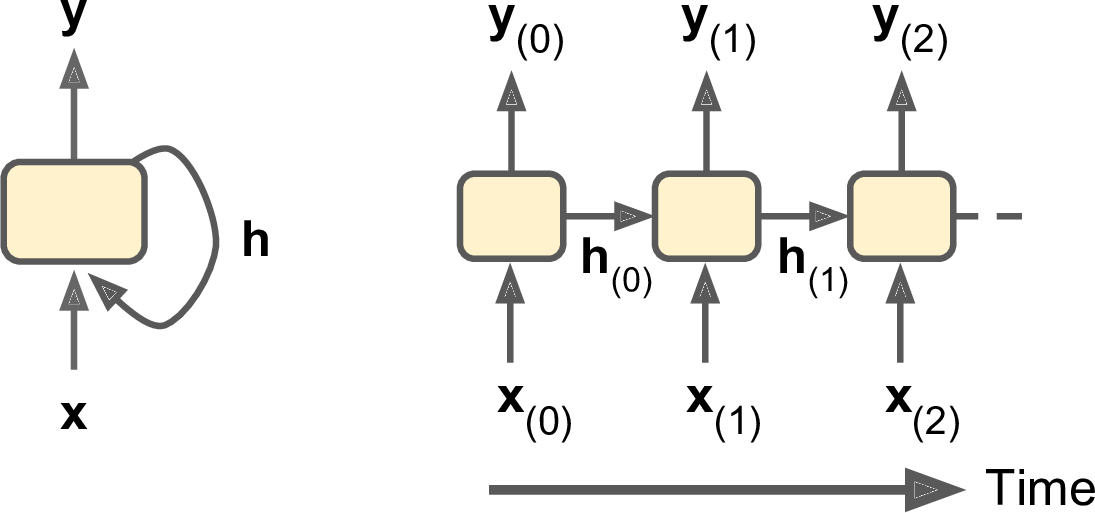 y
h
x
y(0) y(1) y(2)
h(0) h(1)
x(0) x(1) x(2)
Time